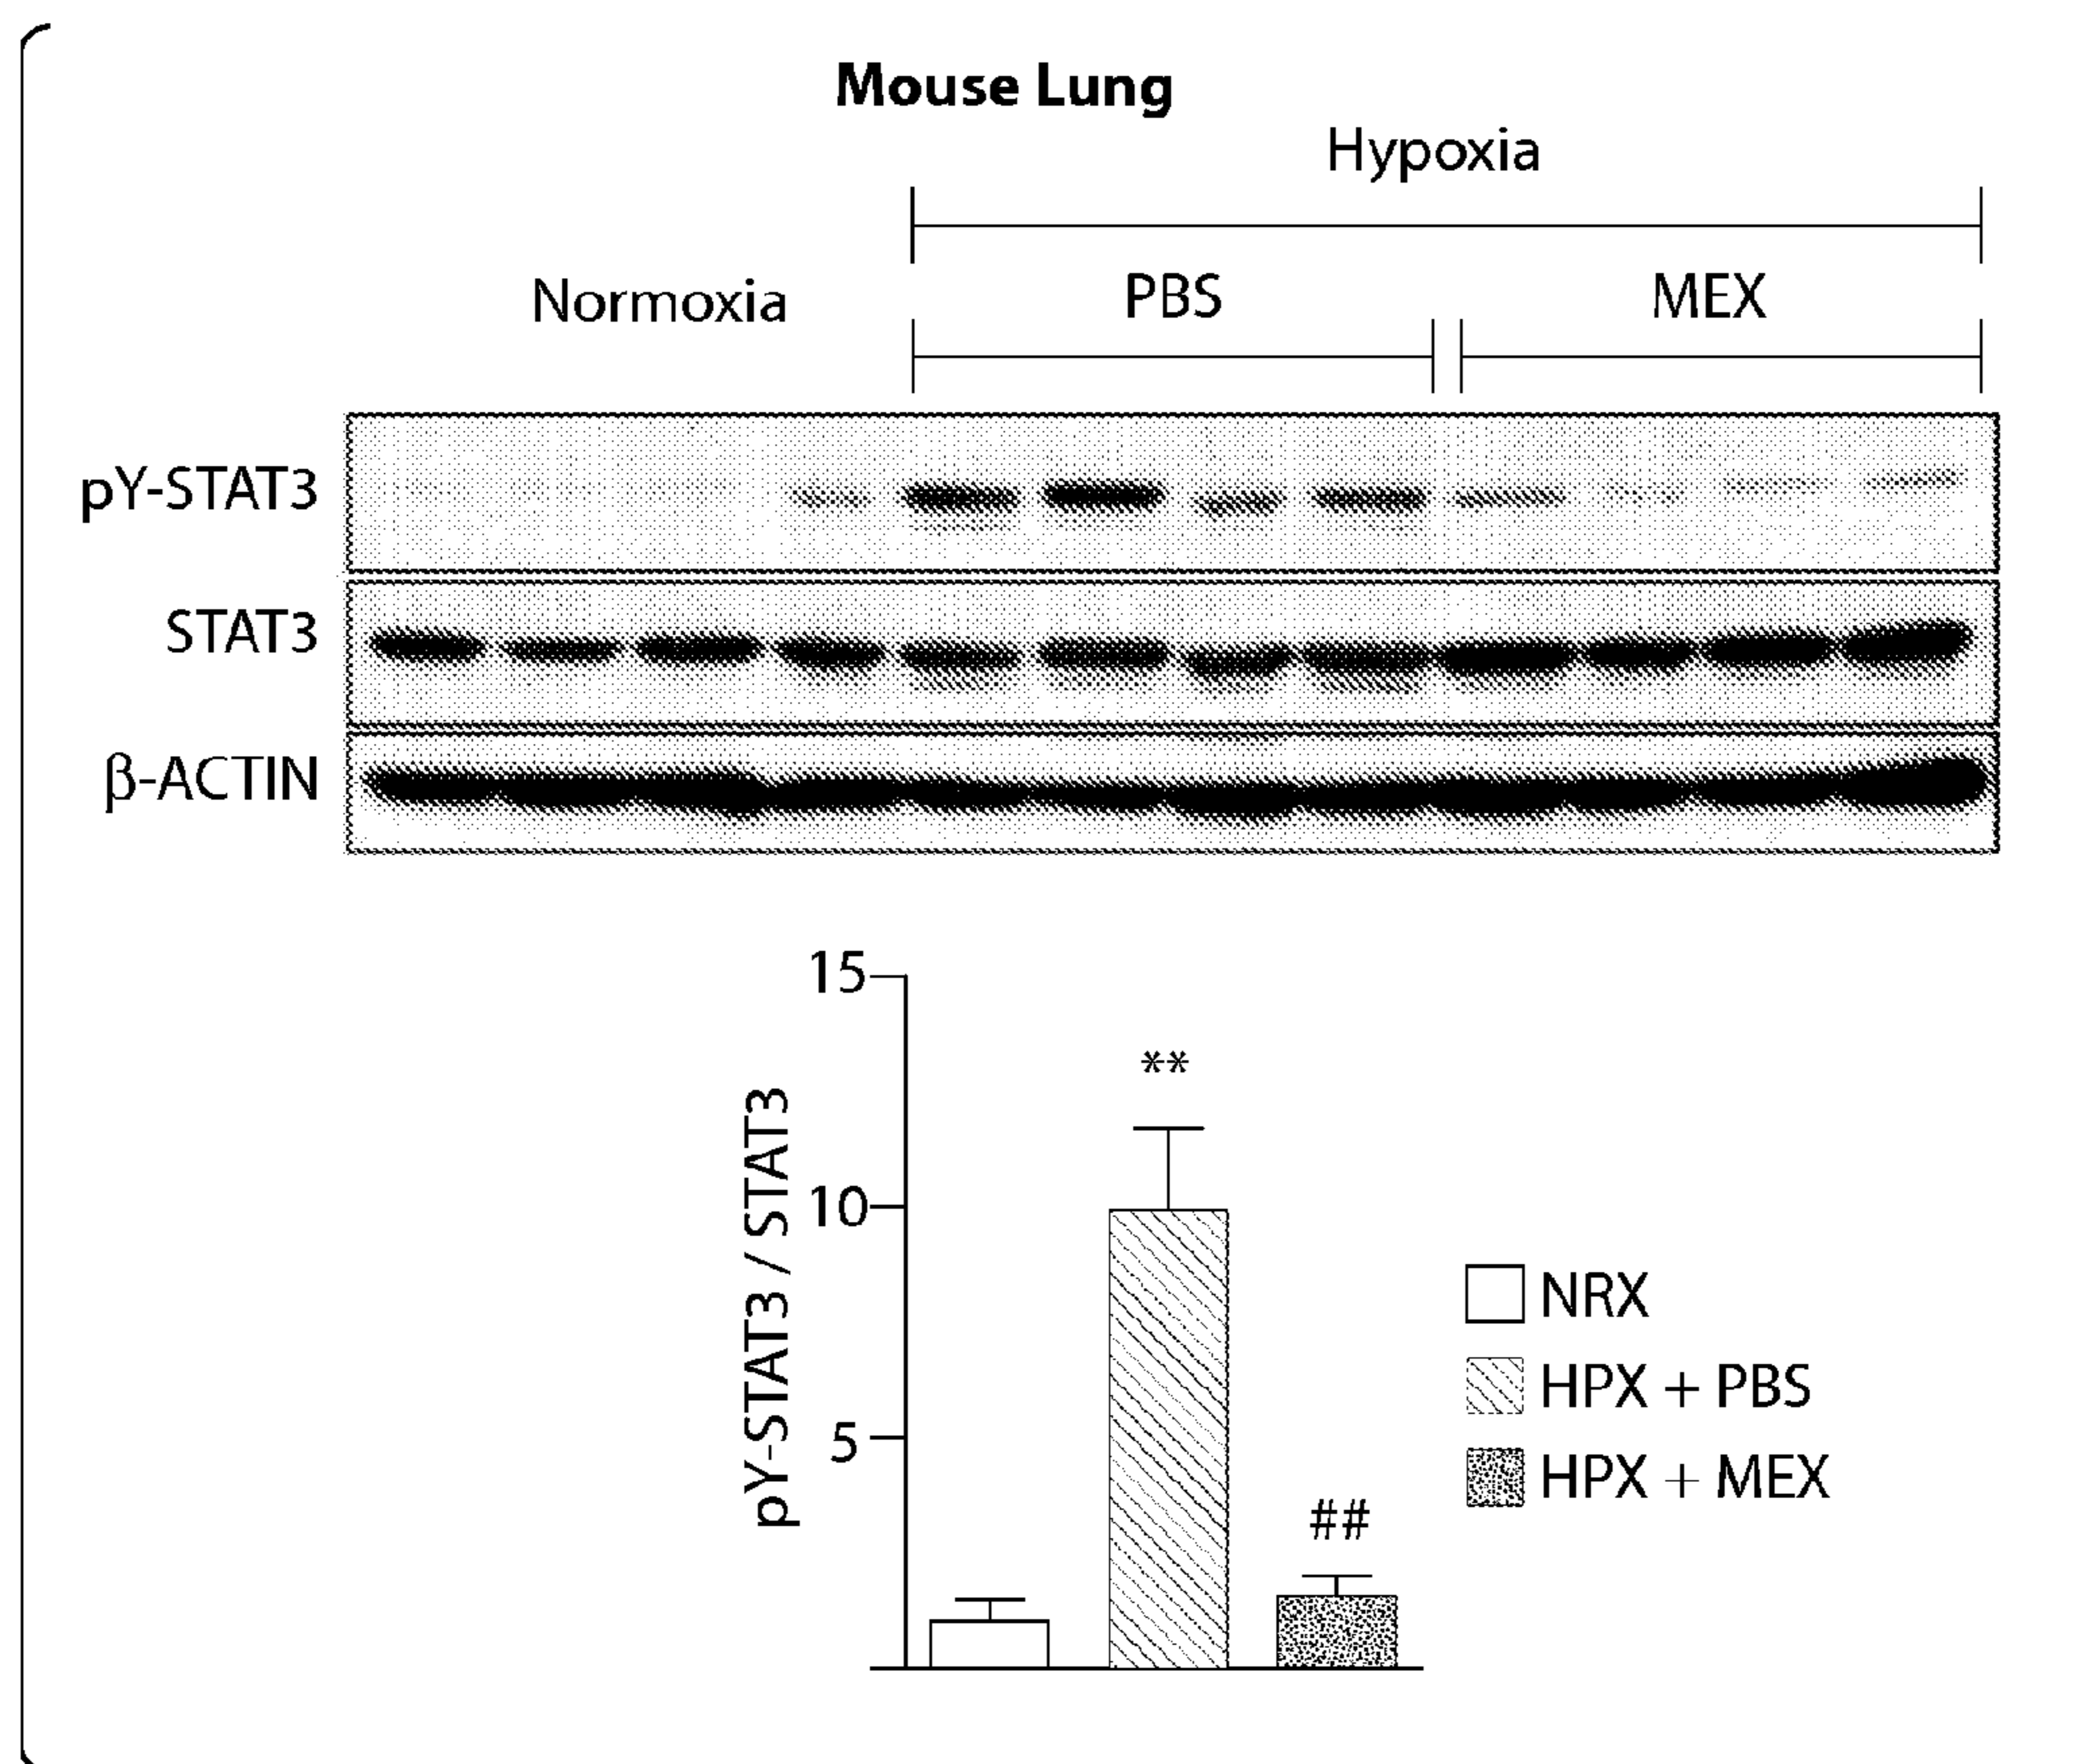 Mouse Lung
Hypoxia
Normoxia
PBS
MEX
pY-STAT3
STAT3
β-ACTIN
15
10
5
pY-STAT3 / STAT3
**
##
NRX
HPX + PBS
HPX + MEX